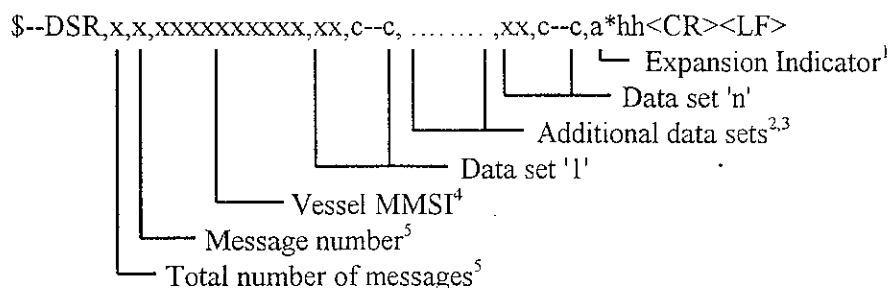 $--DSR,x,x,xxxxxxxxxx,xx,c--c, ......... ,xx,c--c,a*hh<CR><LF>
Expansion Indicator¹
Data set 'n'
Additional data sets²,³
Data set '1'
Vessel MMSI⁴
Message number⁵
Total number of messages⁵